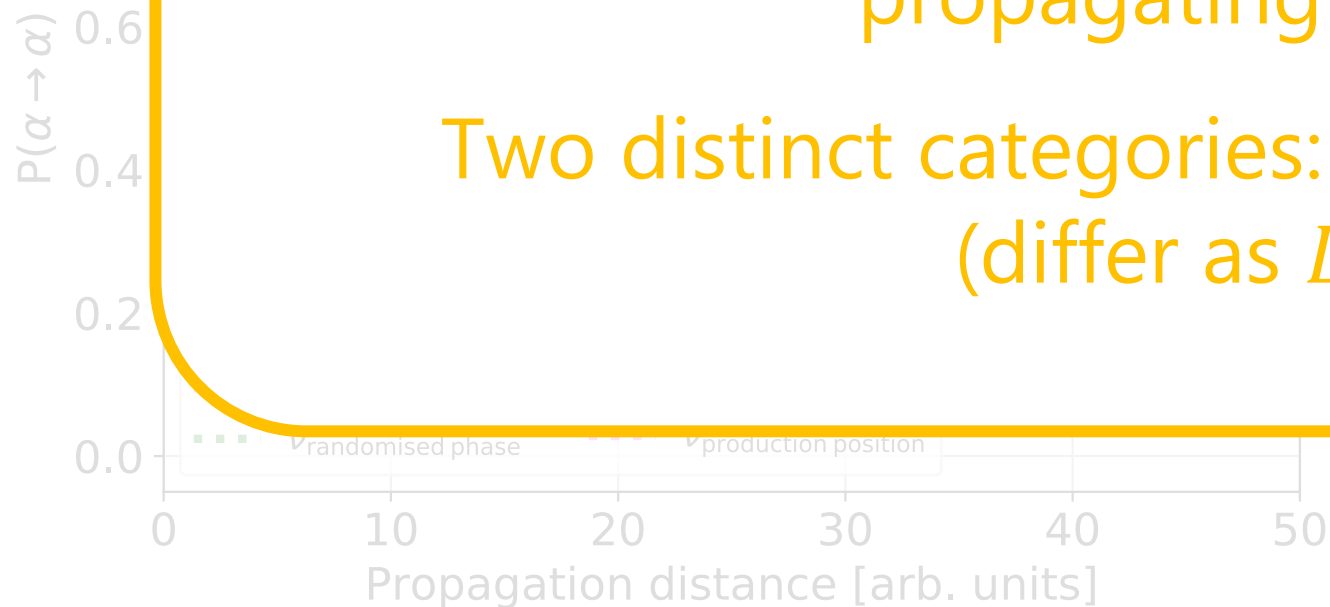 propagating
Two distinct categories:
(differ as L
P(α → α)
0.6
0.4
0.2
0.0
ν randomised phase
ν production position
0 10 20 30 40 50
Propagation distance [arb. units]